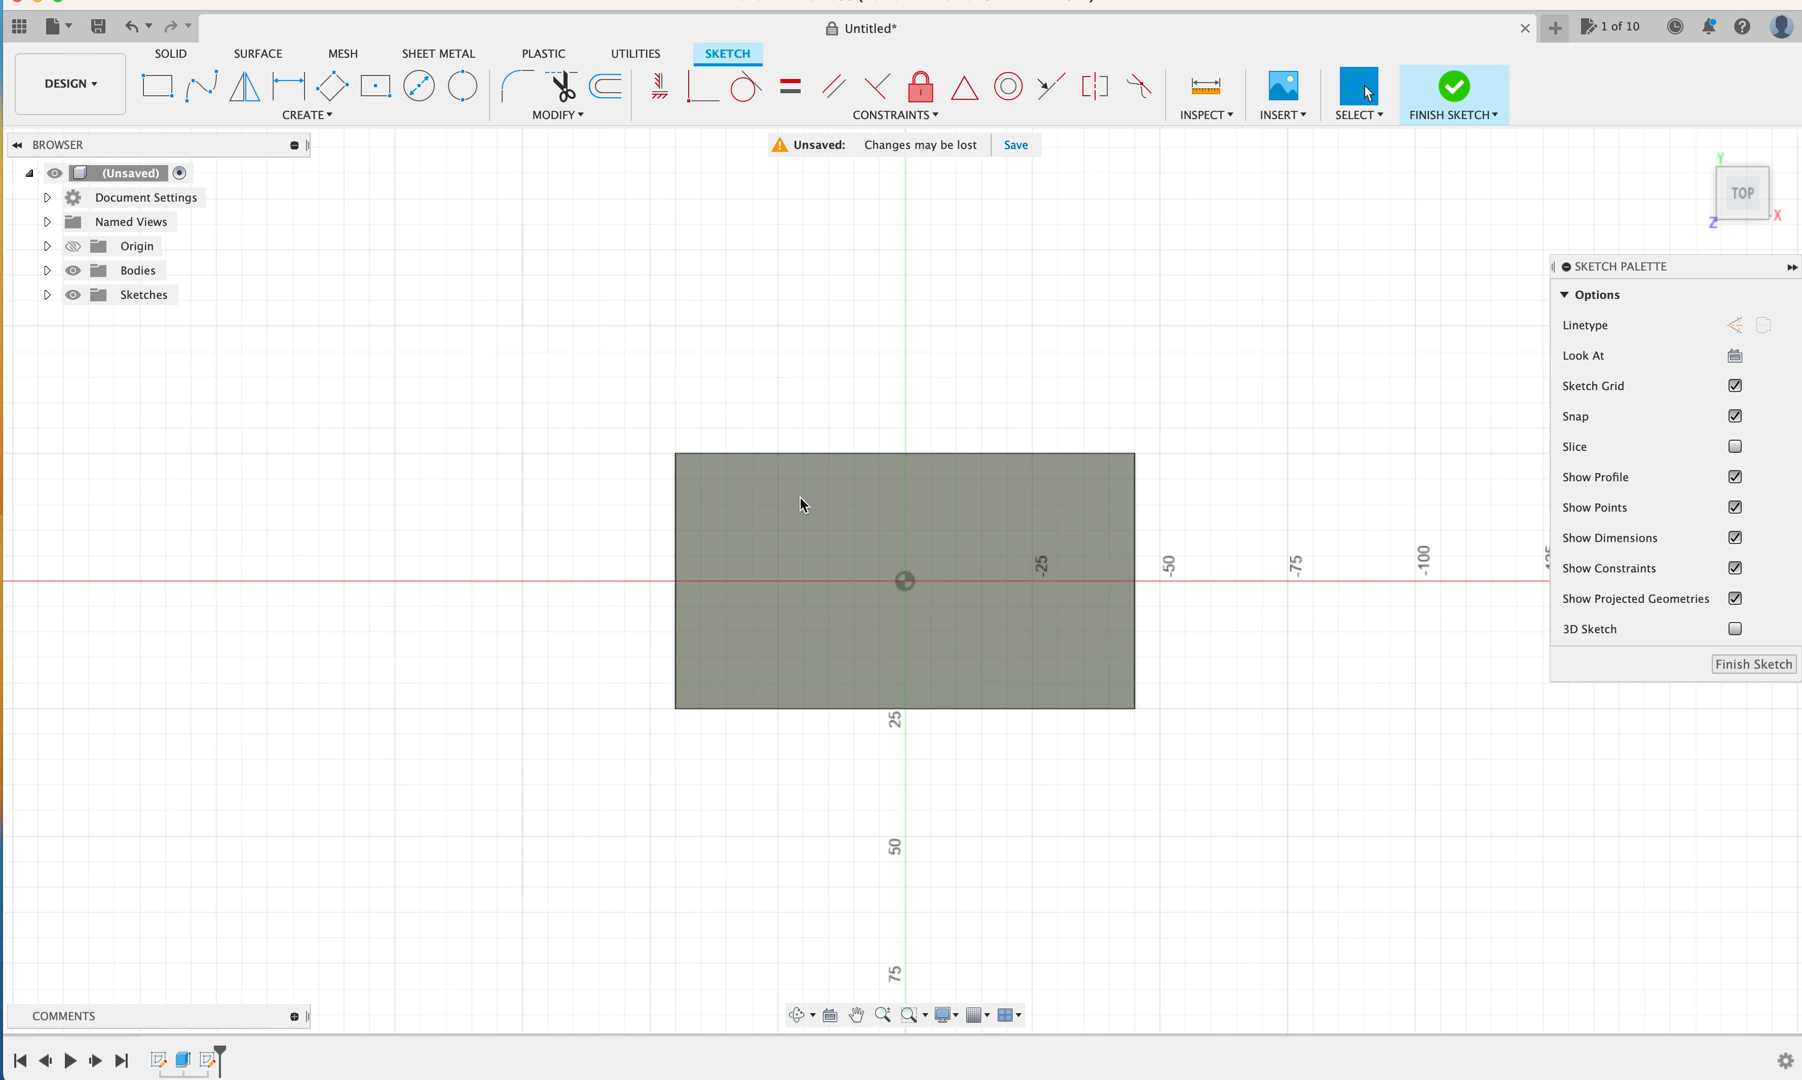 Untitled*
1 of 10
DESIGN
SOLID
SURFACE
MESH
SHEET METAL
PLASTIC
UTILITIES
SKETCH
CREATE
MODIFY
CONSTRAINTS
INSPECT
INSERT
SELECT
FINISH SKETCH
BROWSER
Unsaved: Changes may be lost Save
(Unsaved)
Document Settings
Named Views
Origin
Bodies
Sketches
Y
TOP
X
Z
SKETCH PALETTE
Options
Linetype
Look At
Sketch Grid
Snap
Slice
Show Profile
Show Points
Show Dimensions
Show Constraints
Show Projected Geometries
3D Sketch
Finish Sketch
-25
-50
-75
-100
25
50
75
COMMENTS